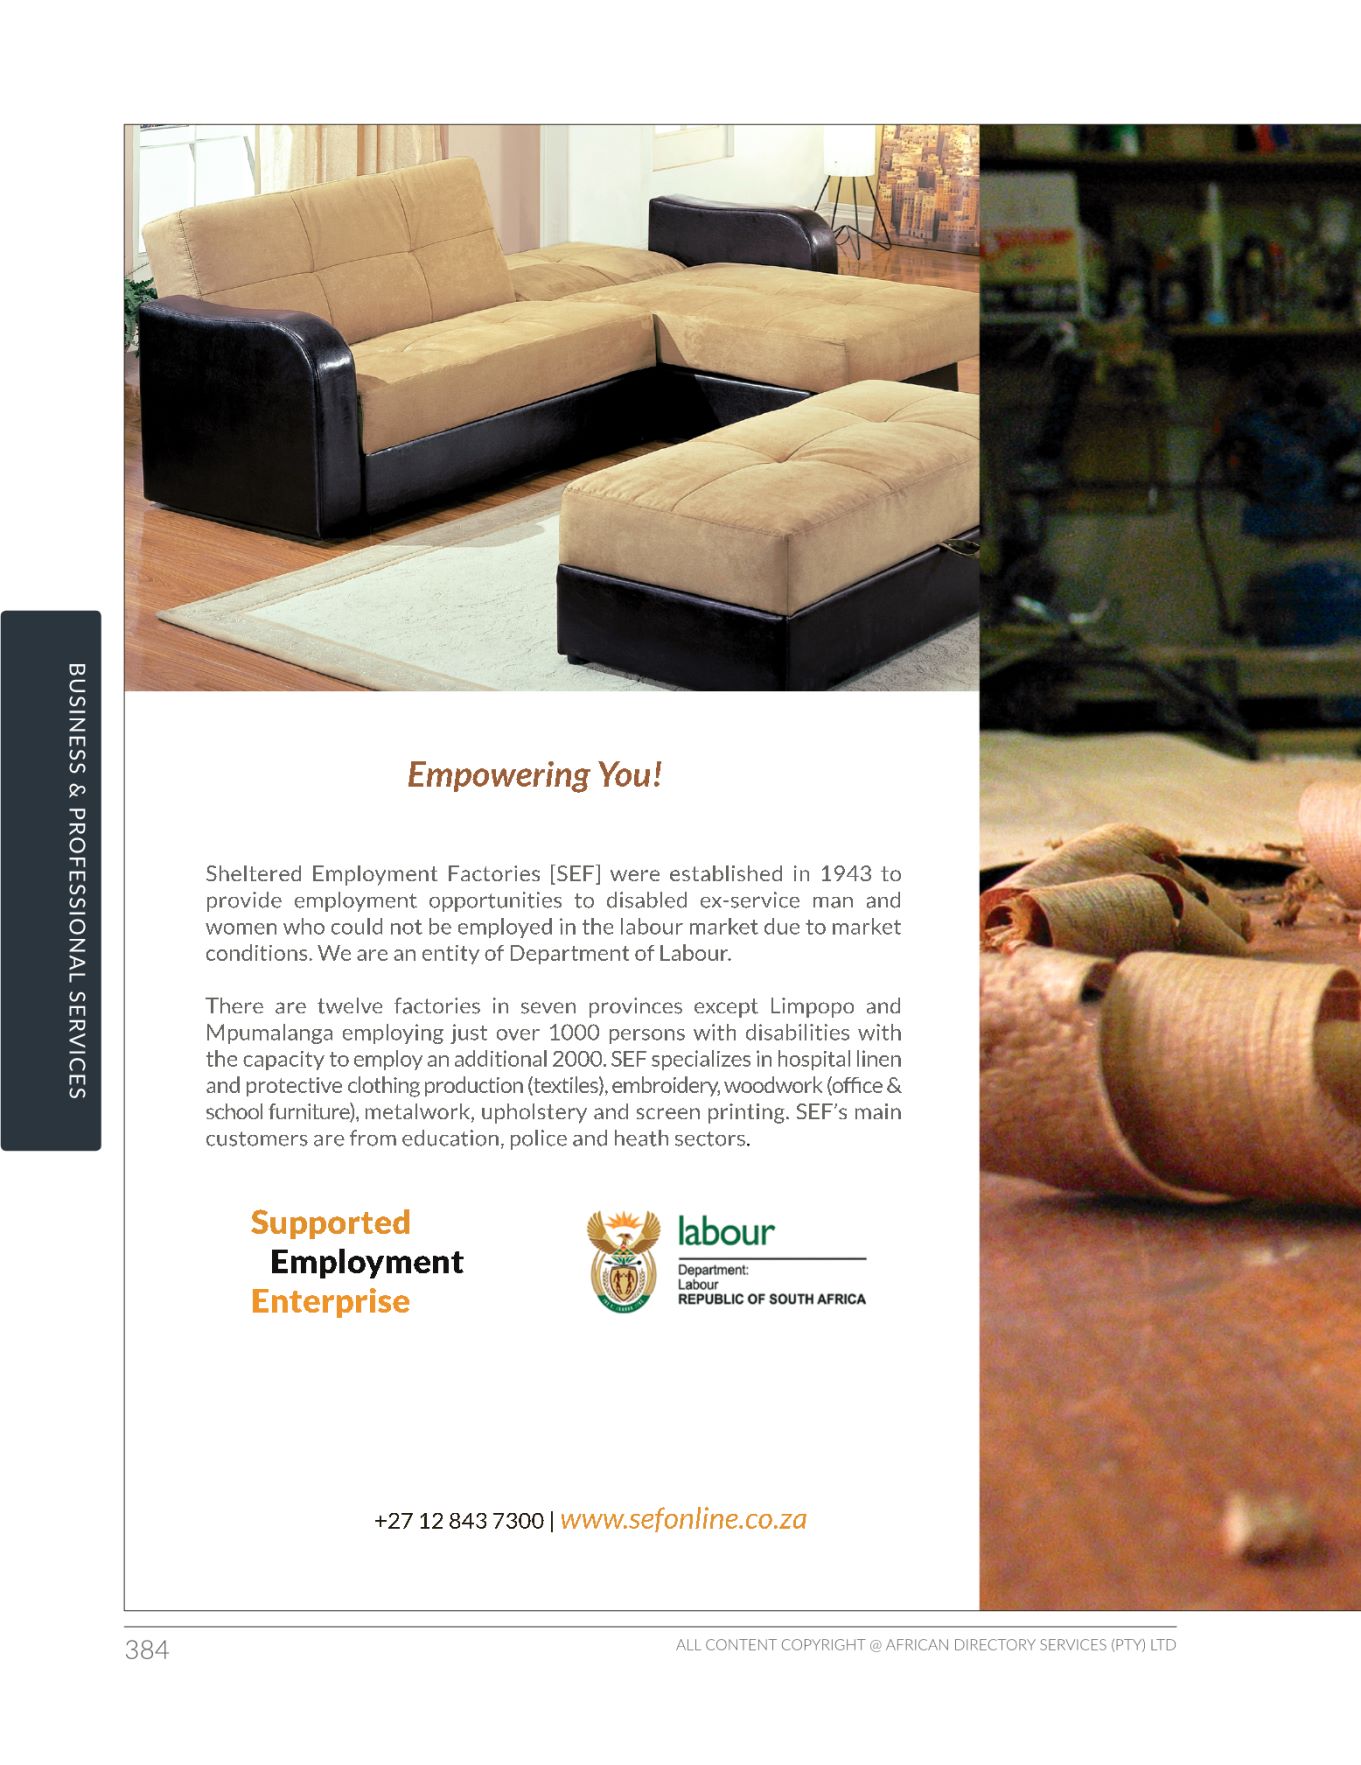 BUSINESS & PROFESSIONAL SERVICES
Empowering You!
Sheltered Employment Factories [SEF] were established in 1943 to
provide employment opportunities to disabled ex-service man and
women who could not be employed in the labour market due to market
conditions. We are an entity of Department of Labour.
There are twelve factories in seven provinces except Limpopo and
Mpumalanga employing just over 1000 persons with disabilities with
the capacity to employ an additional 2000. SEF specializes in hospital linen
and protective clothing production (textiles), embroidery, woodwork (office &
school furniture), metalwork, upholstery and screen printing. SEF's main
customers are from education, police and heath sectors.
Supported
Employment
Enterprise
labour
Department:
Labour
REPUBLIC OF SOUTH AFRICA
+27 12 843 7300 | www.sefonline.co.za
384
ALL CONTENT COPYRIGHT @ AFRICAN DIRECTORY SERVICES (PTY) LTD